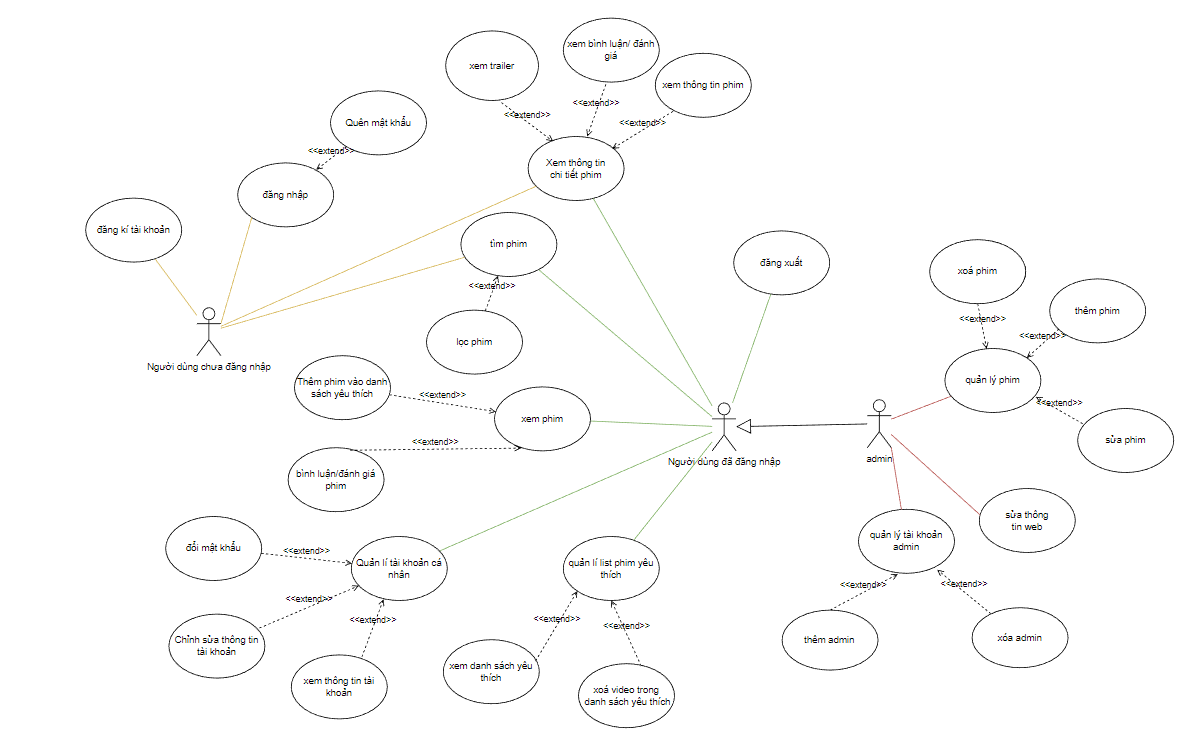 xem trailer
xem bình luận/ đánh
giá
xem thông tin phim
<<extend>>
<<extend>>
<<extend>>
Quên mật khẩu
<<extend>>
Xem thông tin
chi tiết phim
đăng nhập
đăng kí tài khoản
tìm phim
<<extend>>
lọc phim
đăng xuất
xoá phim
<<extend>>
thêm phim
<<extend>>
quản lý phim
<<extend>>
sửa phim
Người dùng chưa đăng nhập
Thêm phim vào danh
sách yêu thích
<<extend>>
xem phim
<<extend>>
bình luận/đánh giá
phim
Người dùng đã đăng nhập
admin
sửa thông
tin web
quản lý tài khoản
admin
<<extend>>
<<extend>>
thêm admin
xóa admin
đổi mật khẩu
<<extend>>
Quản lí tài khoản cá
nhân
<<extend>>
<<extend>>
Chỉnh sửa thông tin
tài khoản
xem thông tin tài
khoản
quản lí list phim yêu
thích
<<extend>>
<<extend>>
xem danh sách yêu
thích
xoá video trong
danh sách yêu thích